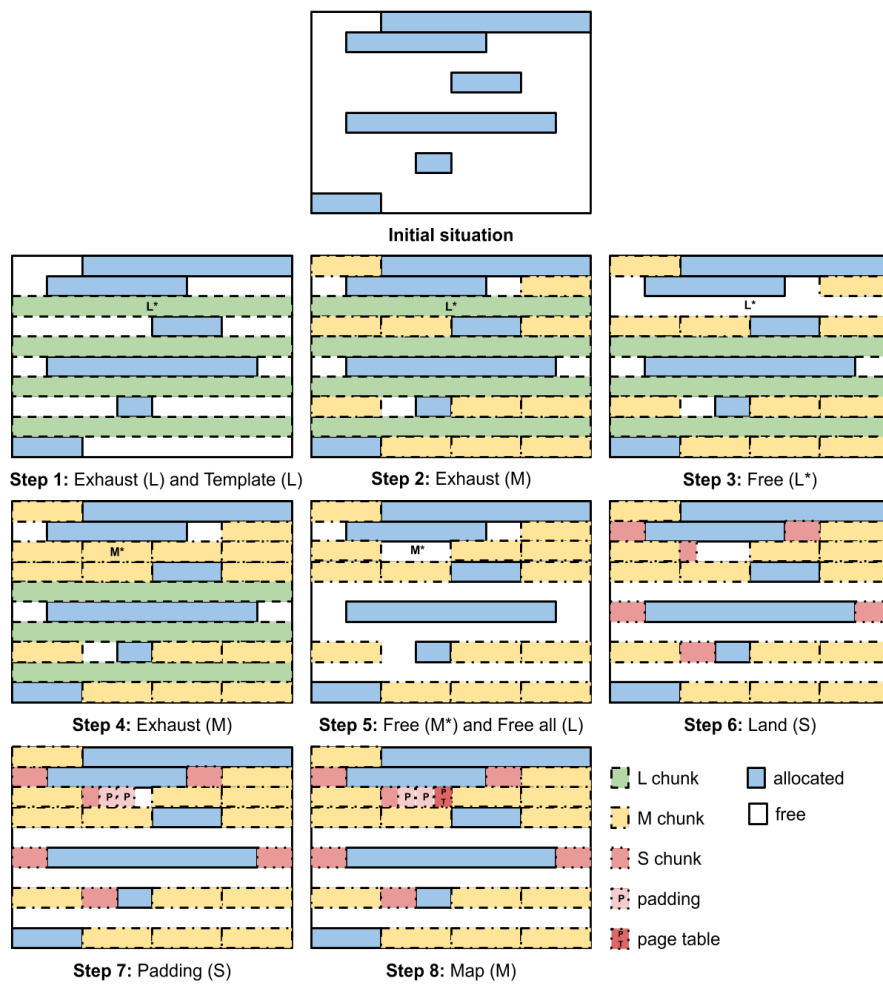 Initial situation
L*
L*
L*
Step 1: Exhaust (L) and Template (L)
Step 2: Exhaust (M)
Step 3: Free (L*)
M*
M*
Step 4: Exhaust (M)
Step 5: Free (M*) and Free all (L)
Step 6: Land (S)
P P
P P P T
Step 7: Padding (S)
Step 8: Map (M)
L chunk
allocated
M chunk
free
S chunk
P padding
P T page table